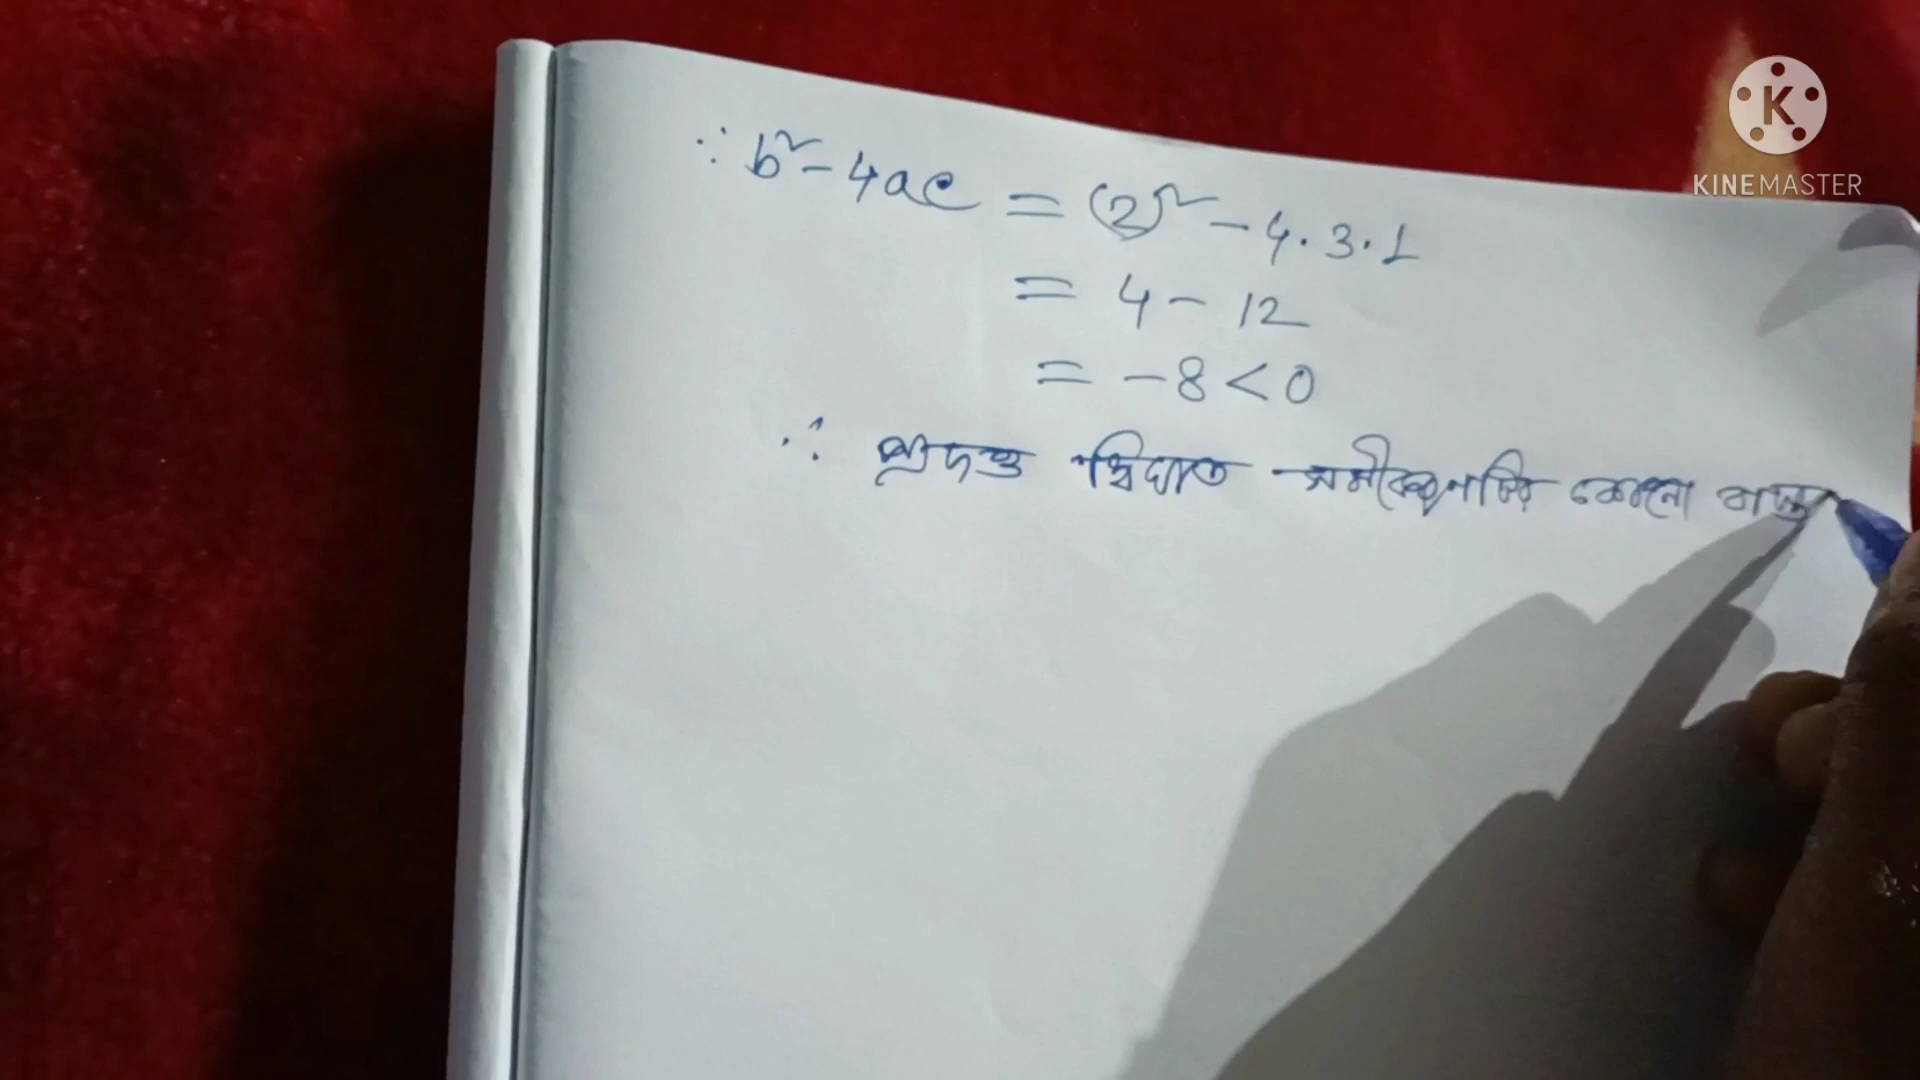 ∵ b² - 4ac = (2)² - 4·3·1
= 4 - 12
= -8 < 0
∴ প্রদত্ত দ্বিঘাত সমীকরণটির কোনো বাস্ত
K
KINEMASTER